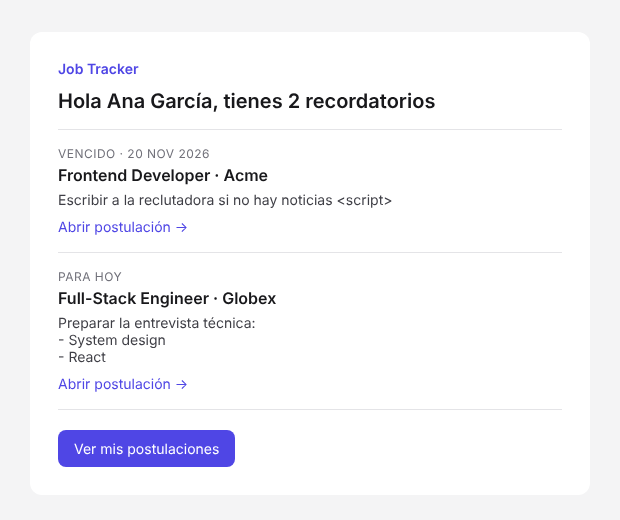 Job Tracker
Hola Ana García, tienes 2 recordatorios
VENCIDO · 20 NOV 2026
Frontend Developer · Acme
Escribir a la reclutadora si no hay noticias <script>
Abrir postulación →
PARA HOY
Full-Stack Engineer · Globex
Preparar la entrevista técnica:
- System design
- React
Abrir postulación →
Ver mis postulaciones